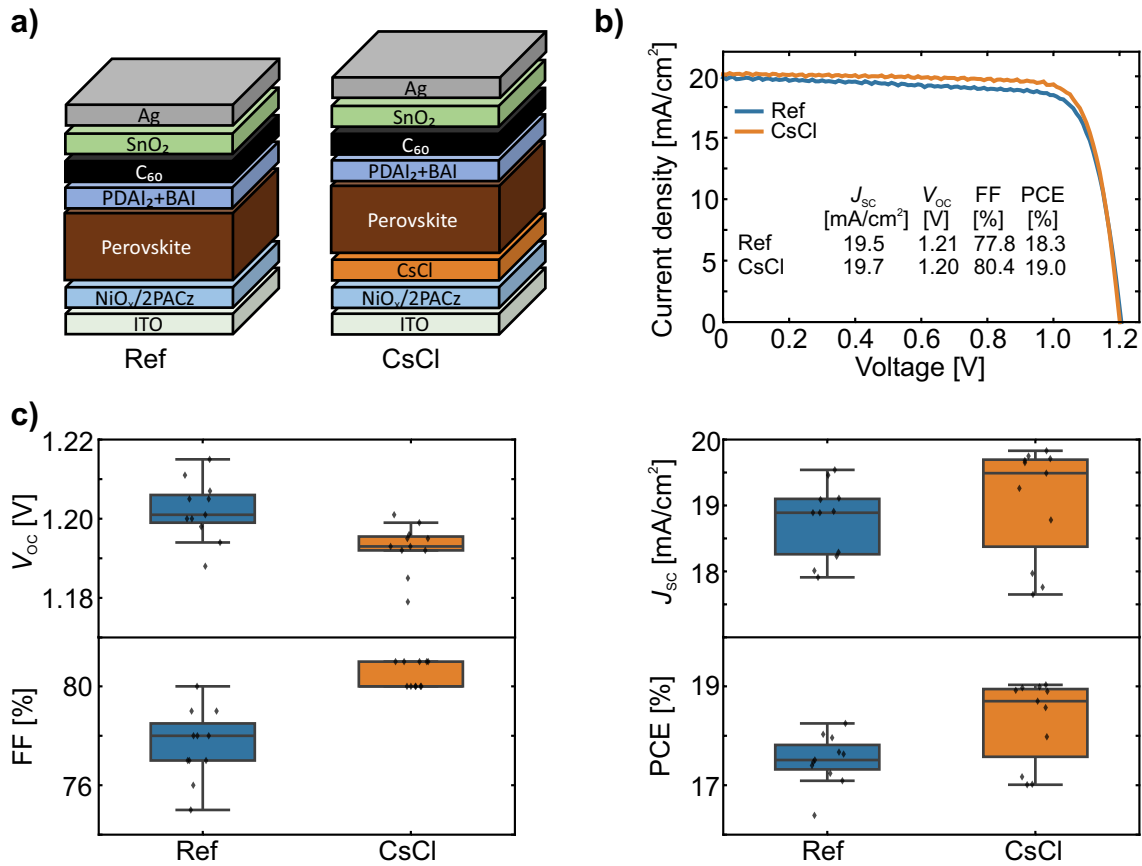 a)
Ag
SnO₂
C₆₀
PDAI₂+BAI
Perovskite
NiOₓ/2PACz
ITO
Ref
Ag
SnO₂
C₆₀
PDAI₂+BAI
Perovskite
CsCl
NiOₓ/2PACz
ITO
CsCl
b)
Current density [mA/cm²]
20
15
10
5
0
Ref
CsCl
J_SC V_OC FF PCE
[mA/cm²] [V] [%] [%]
Ref 19.5 1.21 77.8 18.3
CsCl 19.7 1.20 80.4 19.0
0 0.2 0.4 0.6 0.8 1.0 1.2
Voltage [V]
c)
V_OC [V]
1.22
1.20
1.18
FF [%]
80
76
Ref CsCl
J_SC [mA/cm²]
20
19
18
PCE [%]
19
17
Ref CsCl